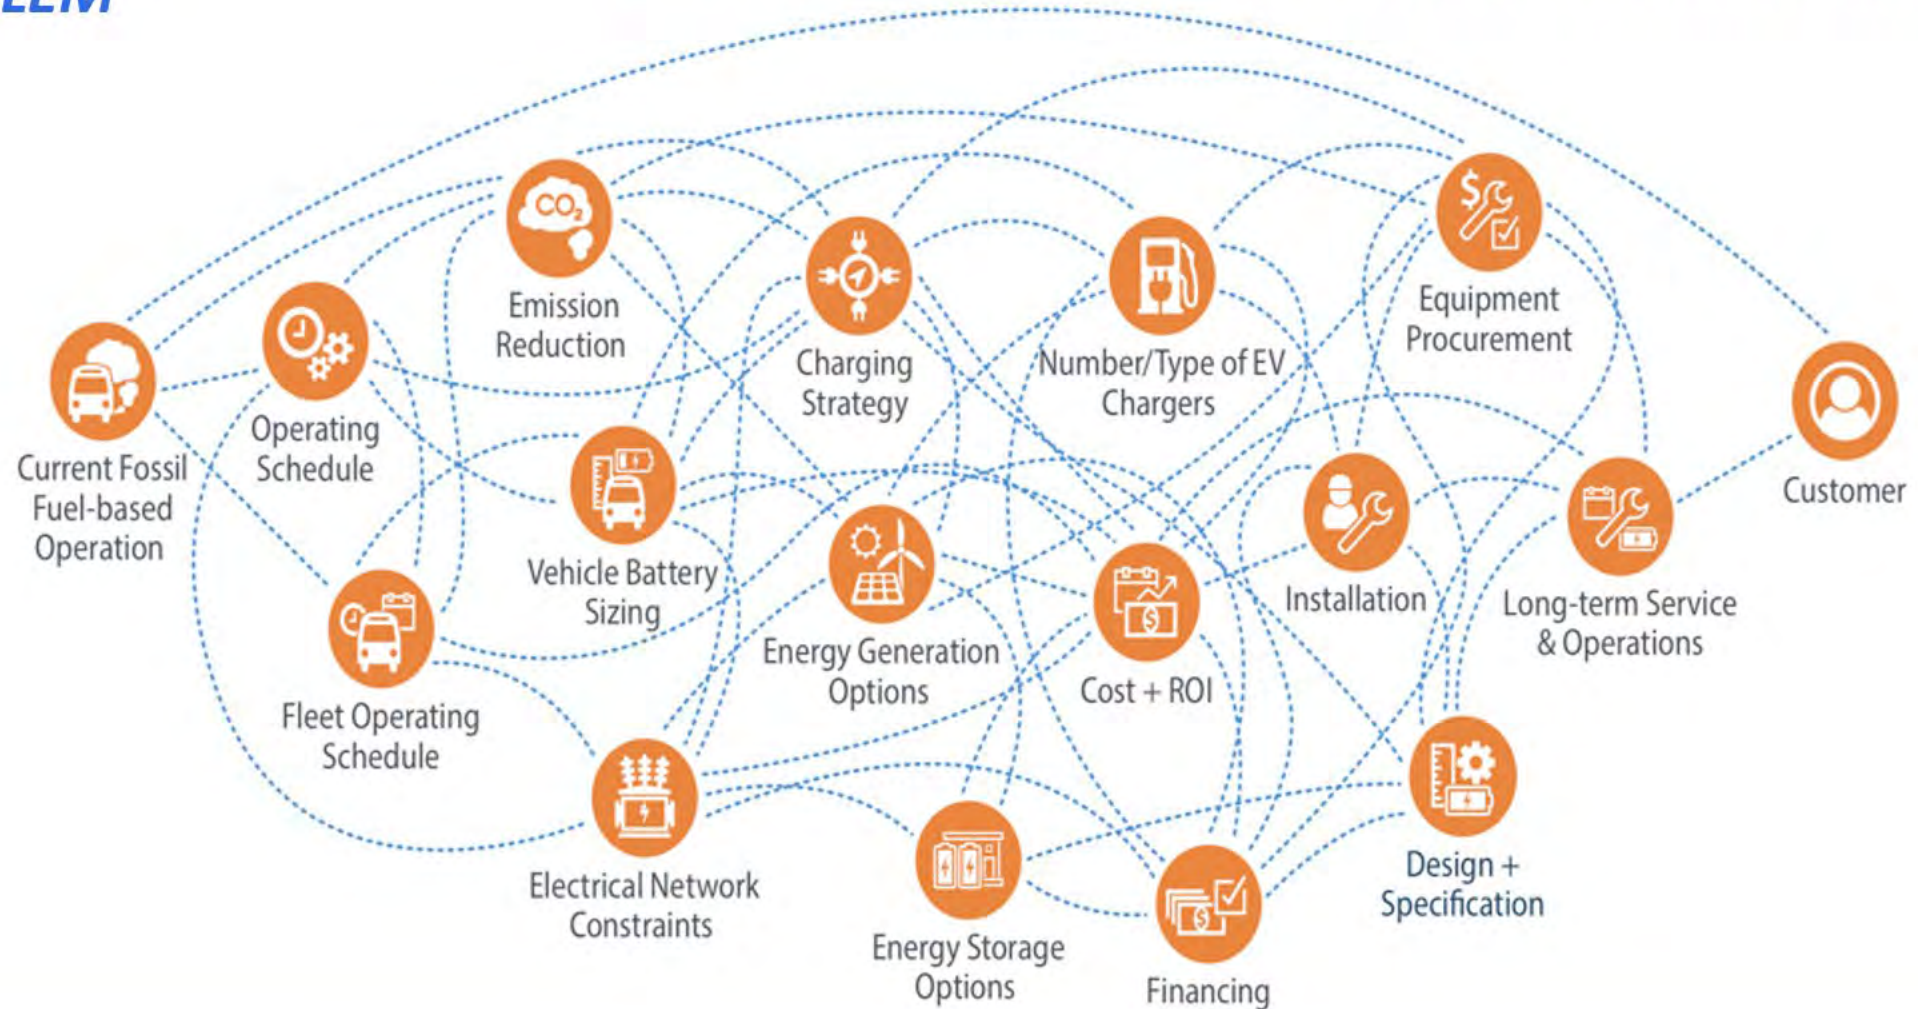 CO₂
$
Emission
Reduction
Equipment
Procurement
Charging
Strategy
Number/Type of EV
Chargers
Operating
Schedule
Current Fossil
Fuel-based
Operation
Customer
Vehicle Battery
Sizing
Installation
Long-term Service
& Operations
Energy Generation
Options
$
Cost + ROI
Fleet Operating
Schedule
Electrical Network
Constraints
Design +
Specification
Energy Storage
Options
$
Financing